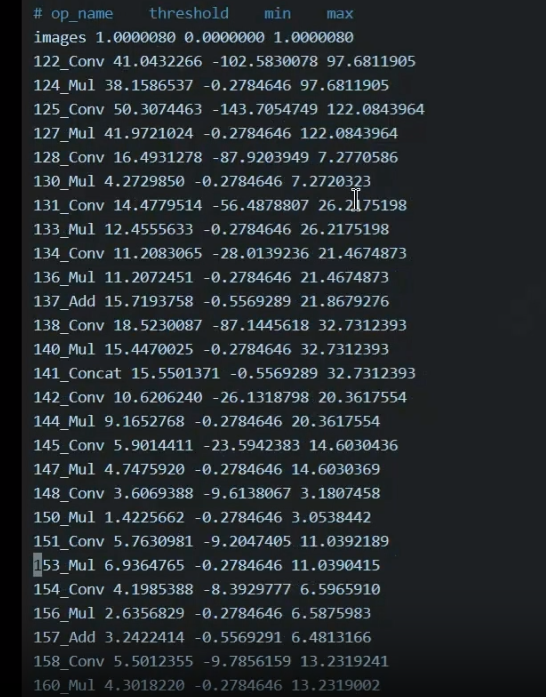 # op_name    threshold    min    max
images 1.0000080 0.0000000 1.0000080
122_Conv 41.0432266 -102.5830078 97.6811905
124_Mul 38.1586537 -0.2784646 97.6811905
125_Conv 50.3074463 -143.7054749 122.0843964
127_Mul 41.9721024 -0.2784646 122.0843964
128_Conv 16.4931278 -87.9203949 7.2770586
130_Mul 4.2729850 -0.2784646 7.2720323
131_Conv 14.4779514 -56.4878807 26.2175198
133_Mul 12.4555633 -0.2784646 26.2175198
134_Conv 11.2083065 -28.0139236 21.4674873
136_Mul 11.2072451 -0.2784646 21.4674873
137_Add 15.7193758 -0.5569289 21.8679276
138_Conv 18.5230087 -87.1445618 32.7312393
140_Mul 15.4470025 -0.2784646 32.7312393
141_Concat 15.5501371 -0.5569289 32.7312393
142_Conv 10.6206240 -26.1318798 20.3617554
144_Mul 9.1652768 -0.2784646 20.3617554
145_Conv 5.9014411 -23.5942383 14.6030436
147_Mul 4.7475920 -0.2784646 14.6030369
148_Conv 3.6069388 -9.6138067 3.1807458
150_Mul 1.4225662 -0.2784646 3.0538442
151_Conv 5.7630981 -9.2047405 11.0392189
153_Mul 6.9364765 -0.2784646 11.0390415
154_Conv 4.1985388 -8.3929777 6.5965910
156_Mul 2.6356829 -0.2784646 6.5875983
157_Add 3.2422414 -0.5569291 6.4813166
158_Conv 5.5012355 -9.7856159 13.2319241
160_Mul 4.3018220 -0.2784646 13.2319002